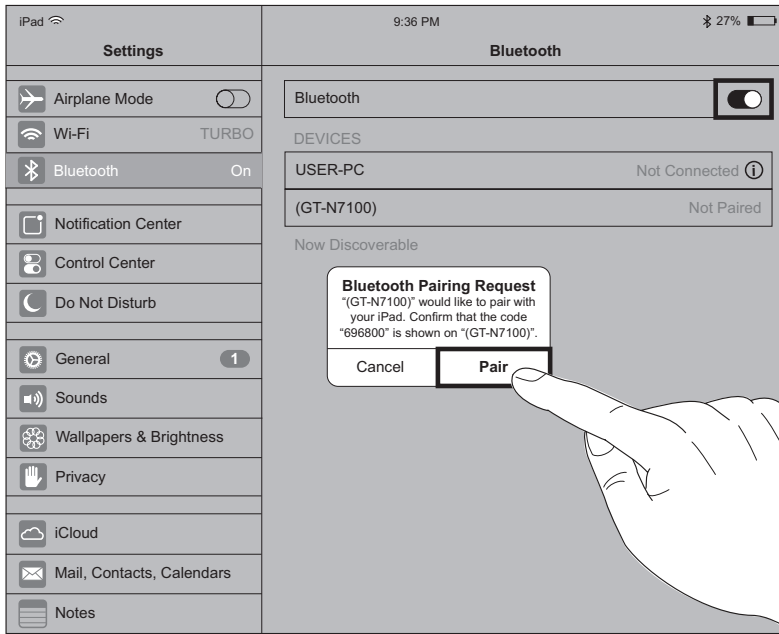 iPad
9:36 PM
27%
Settings
Bluetooth
Airplane Mode
Wi-Fi TURBO
Bluetooth On
Notification Center
Control Center
Do Not Disturb
General 1
Sounds
Wallpapers & Brightness
Privacy
iCloud
Mail, Contacts, Calendars
Notes
Bluetooth
DEVICES
USER-PC Not Connected i
(GT-N7100) Not Paired
Now Discoverable
Bluetooth Pairing Request
“(GT-N7100)” would like to pair with
your iPad. Confirm that the code
“696800” is shown on “(GT-N7100)”.
Cancel Pair